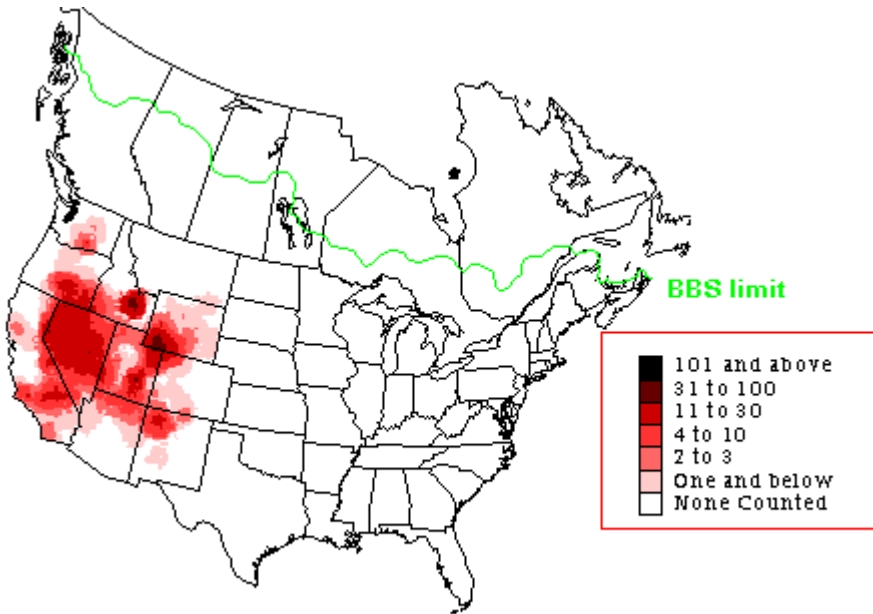 BBS limit
101 and above
31 to 100
11 to 30
4 to 10
2 to 3
One and below
None Counted